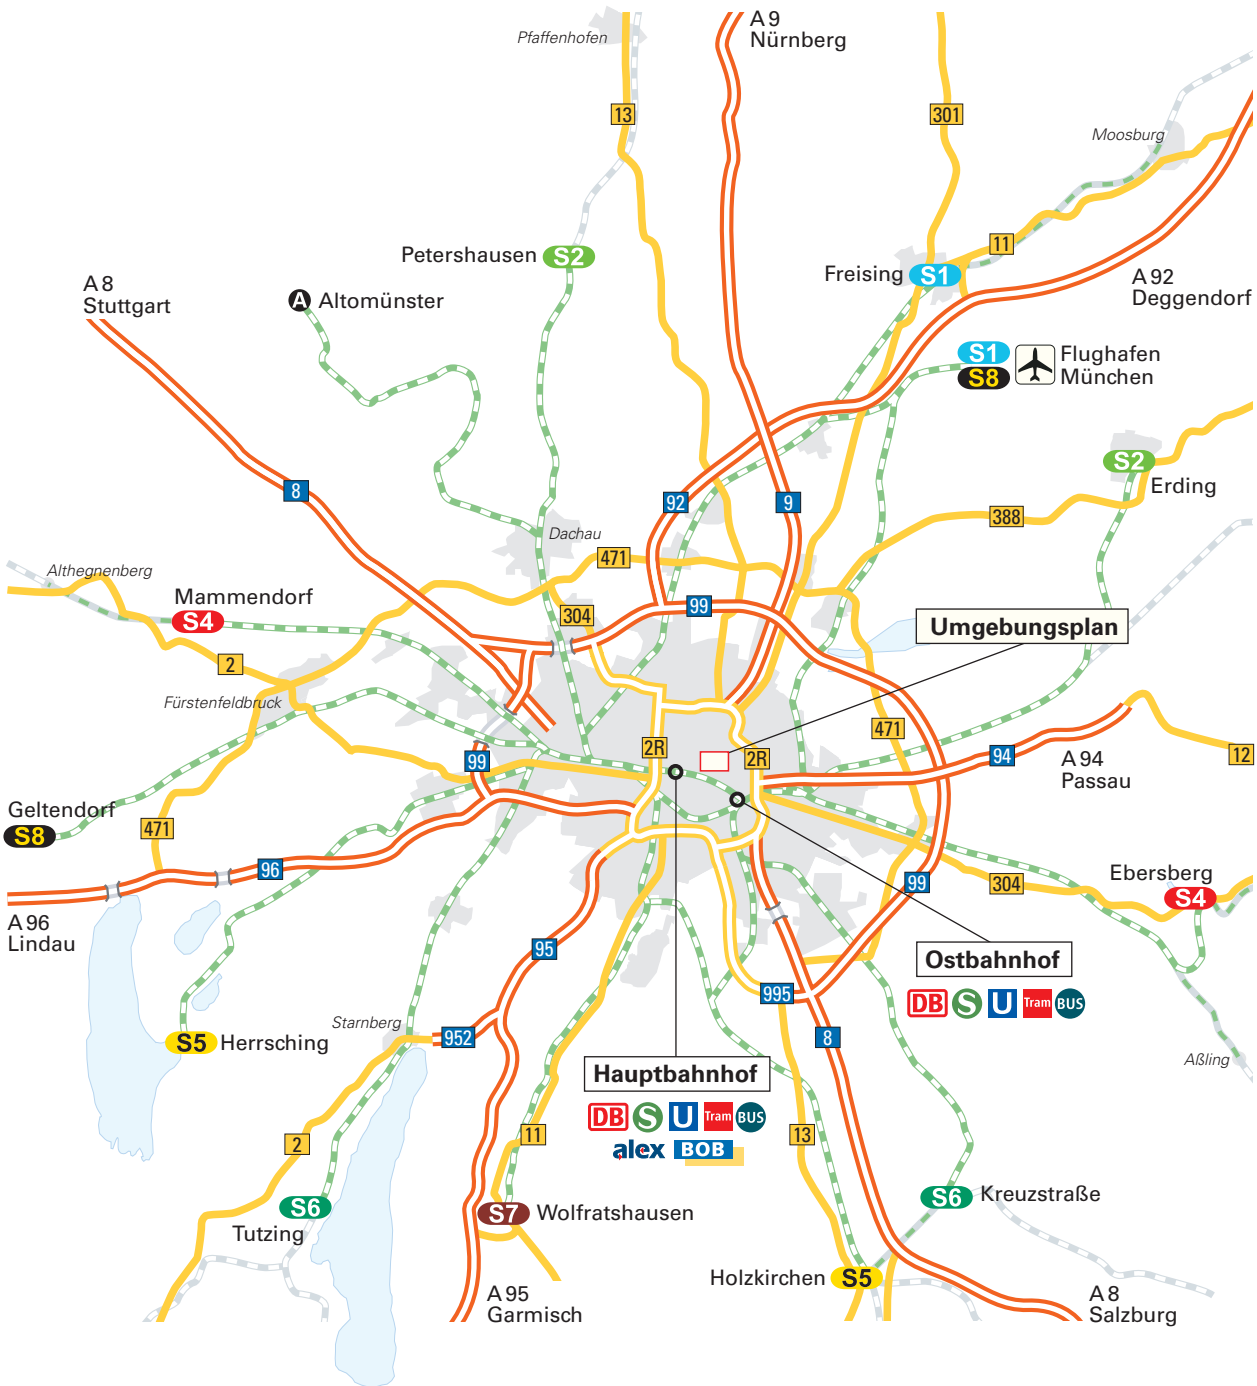 A 9
Nürnberg
Pfaffenhofen
13
301
Moosburg
11
Petershausen S2
Freising S1
A 92
Deggendorf
A 8
Stuttgart
A Altomünster
S1
S8
Flughafen
München
S2
Erding
8
92
9
388
Dachau
471
Althegnenberg
Mammendorf
S4
304
99
Umgebungsplan
2
Fürstenfeldbruck
471
2R
2R
99
94
12
A 94
Passau
Geltendorf
S8
471
96
A 96
Lindau
99
304
Ebersberg
S4
95
Ostbahnhof
DB S U Tram BUS
995
Starnberg
952
8
S5 Herrsching
Aßling
Hauptbahnhof
DB S U Tram BUS
alex BOB
2
11
13
S6
Tutzing
S7 Wolfratshausen
S6 Kreuzstraße
Holzkirchen S5
A 95
Garmisch
A 8
Salzburg